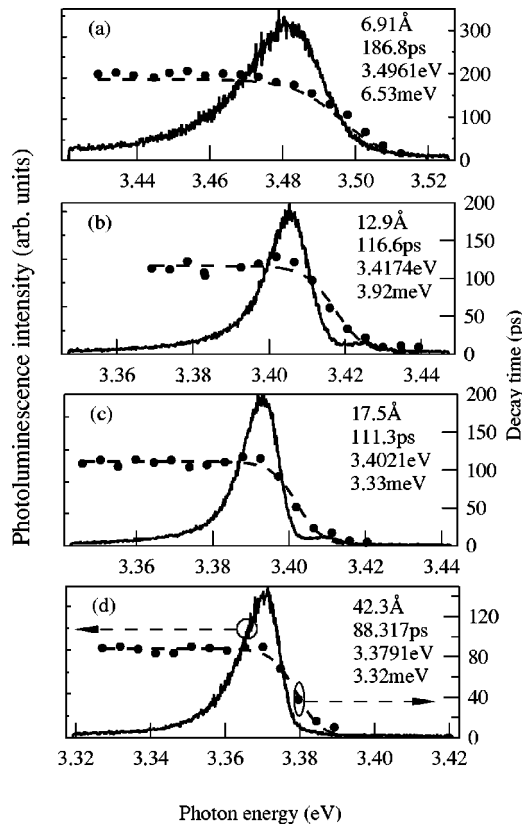 (a)
6.91Å
186.8ps
3.4961eV
6.53meV
300
200
100
0
3.44 3.46 3.48 3.50 3.52
(b)
12.9Å
116.6ps
3.4174eV
3.92meV
200
150
100
50
0
3.36 3.38 3.40 3.42 3.44
(c)
17.5Å
111.3ps
3.4021eV
3.33meV
200
150
100
50
0
3.36 3.38 3.40 3.42 3.44
(d)
42.3Å
88.317ps
3.3791eV
3.32meV
120
80
40
0
3.32 3.34 3.36 3.38 3.40 3.42
Photon energy (eV)
Photoluminescence intensity (arb. units)
Decay time (ps)